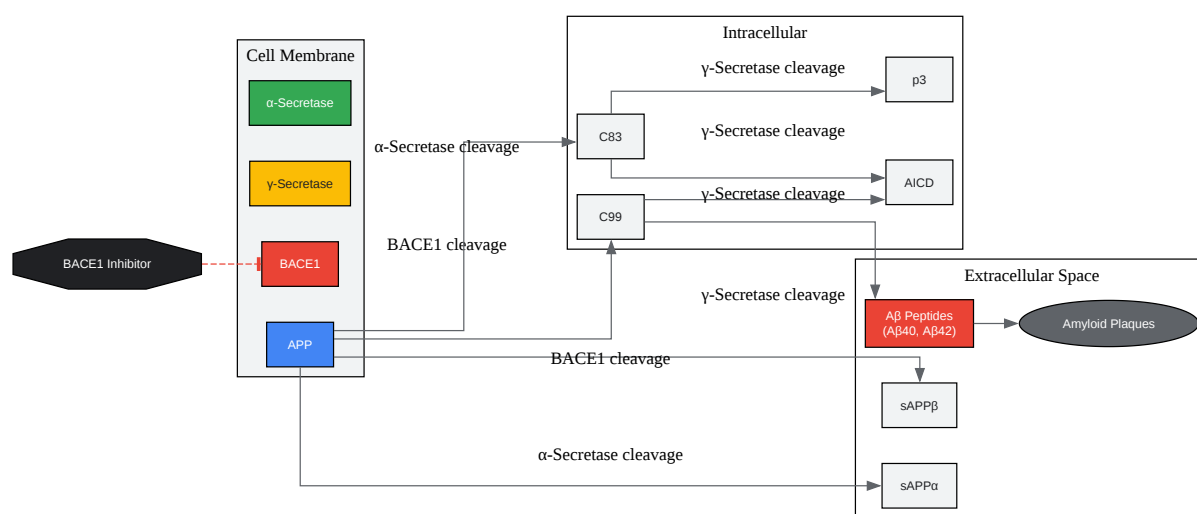 Cell Membrane
α-Secretase
γ-Secretase
BACE1
APP
BACE1 Inhibitor
α-Secretase cleavage
BACE1 cleavage
Intracellular
γ-Secretase cleavage
p3
C83
γ-Secretase cleavage
AICD
γ-Secretase cleavage
C99
γ-Secretase cleavage
Extracellular Space
Aβ Peptides
(Aβ40, Aβ42)
Amyloid Plaques
BACE1 cleavage
sAPPβ
α-Secretase cleavage
sAPPα